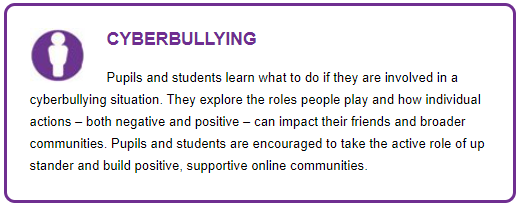 CYBERBULLYING
Pupils and students learn what to do if they are involved in a
cyberbullying situation. They explore the roles people play and how individual
actions – both negative and positive – can impact their friends and broader
communities. Pupils and students are encouraged to take the active role of up
stander and build positive, supportive online communities.